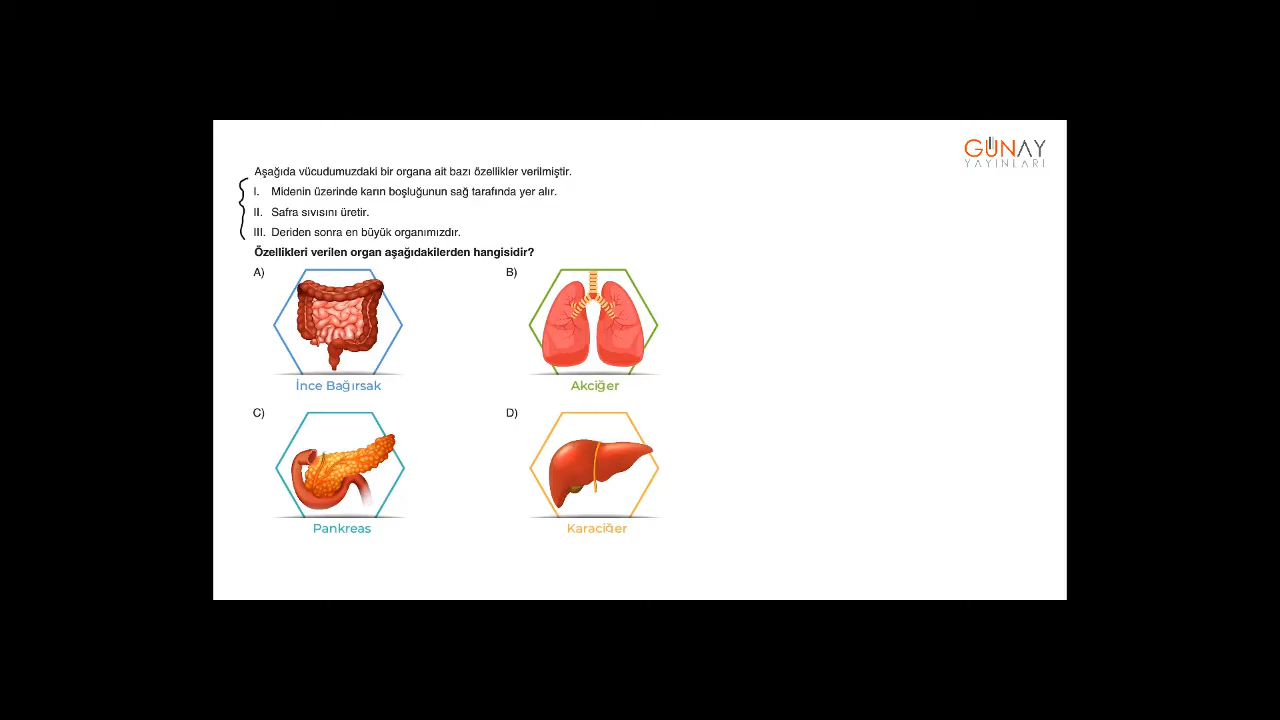 GÜNAY
YAYINLARI
Aşağıda vücudumuzdaki bir organa ait bazı özellikler verilmiştir.
I. Midenin üzerinde karın boşluğunun sağ tarafında yer alır.
II. Safra sıvısını üretir.
III. Deriden sonra en büyük organımızdır.
Özellikleri verilen organ aşağıdakilerden hangisidir?
A)
İnce Bağırsak
B)
Akciğer
C)
Pankreas
D)
Karaciğer